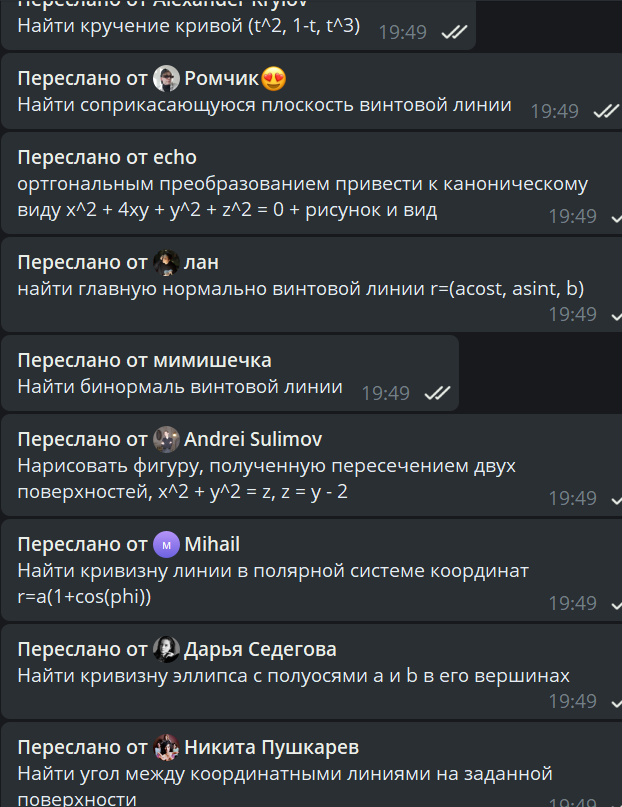 Переслано от Alexander Krylov
Найти кручение кривой (t^2, 1-t, t^3) 19:49
Переслано от Ромчик😍
Найти соприкасающуюся плоскость винтовой линии 19:49
Переслано от echo
ортгональным преобразованием привести к каноническому
виду x^2 + 4xy + y^2 + z^2 = 0 + рисунок и вид 19:49
Переслано от лан
найти главную нормально винтовой линии r=(acost, asint, b)
19:49
Переслано от мимишечка
Найти бинормаль винтовой линии 19:49
Переслано от Andrei Sulimov
Нарисовать фигуру, полученную пересечением двух
поверхностей, x^2 + y^2 = z, z = y - 2 19:49
Переслано от м Mihail
Найти кривизну линии в полярной системе координат
r=a(1+cos(phi)) 19:49
Переслано от Дарья Седегова
Найти кривизну эллипса с полуосями a и b в его вершинах
19:49
Переслано от Никита Пушкарев
Найти угол между координатными линиями на заданной
поверхности 19:49